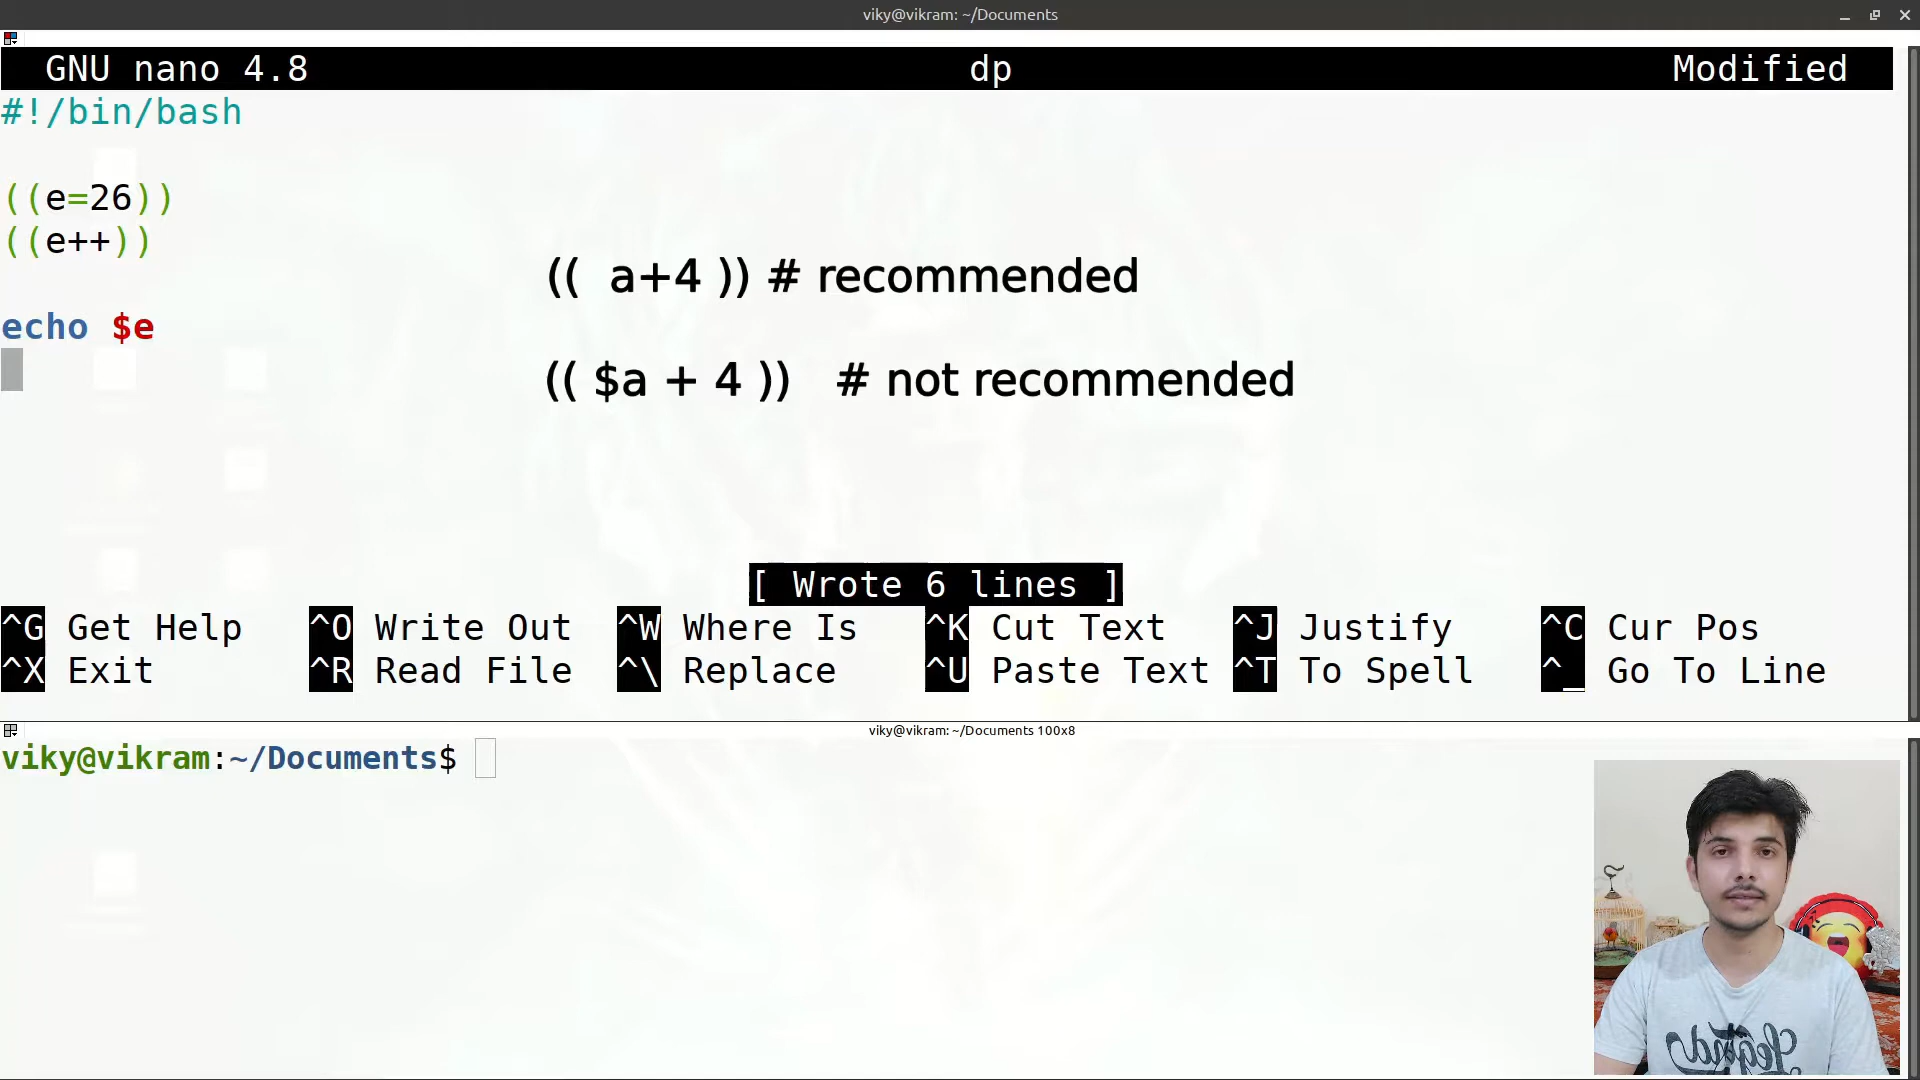 viky@vikram: ~/Documents
GNU nano 4.8 dp Modified
#!/bin/bash
((e=26))
((e++))
(( a+4 )) # recommended
echo $e
(( $a + 4 )) # not recommended
[ Wrote 6 lines ]
^G Get Help ^O Write Out ^W Where Is ^K Cut Text ^J Justify ^C Cur Pos
^X Exit ^R Read File ^\ Replace ^U Paste Text ^T To Spell ^_ Go To Line
viky@vikram: ~/Documents 100x8
viky@vikram:~/Documents$
Legend